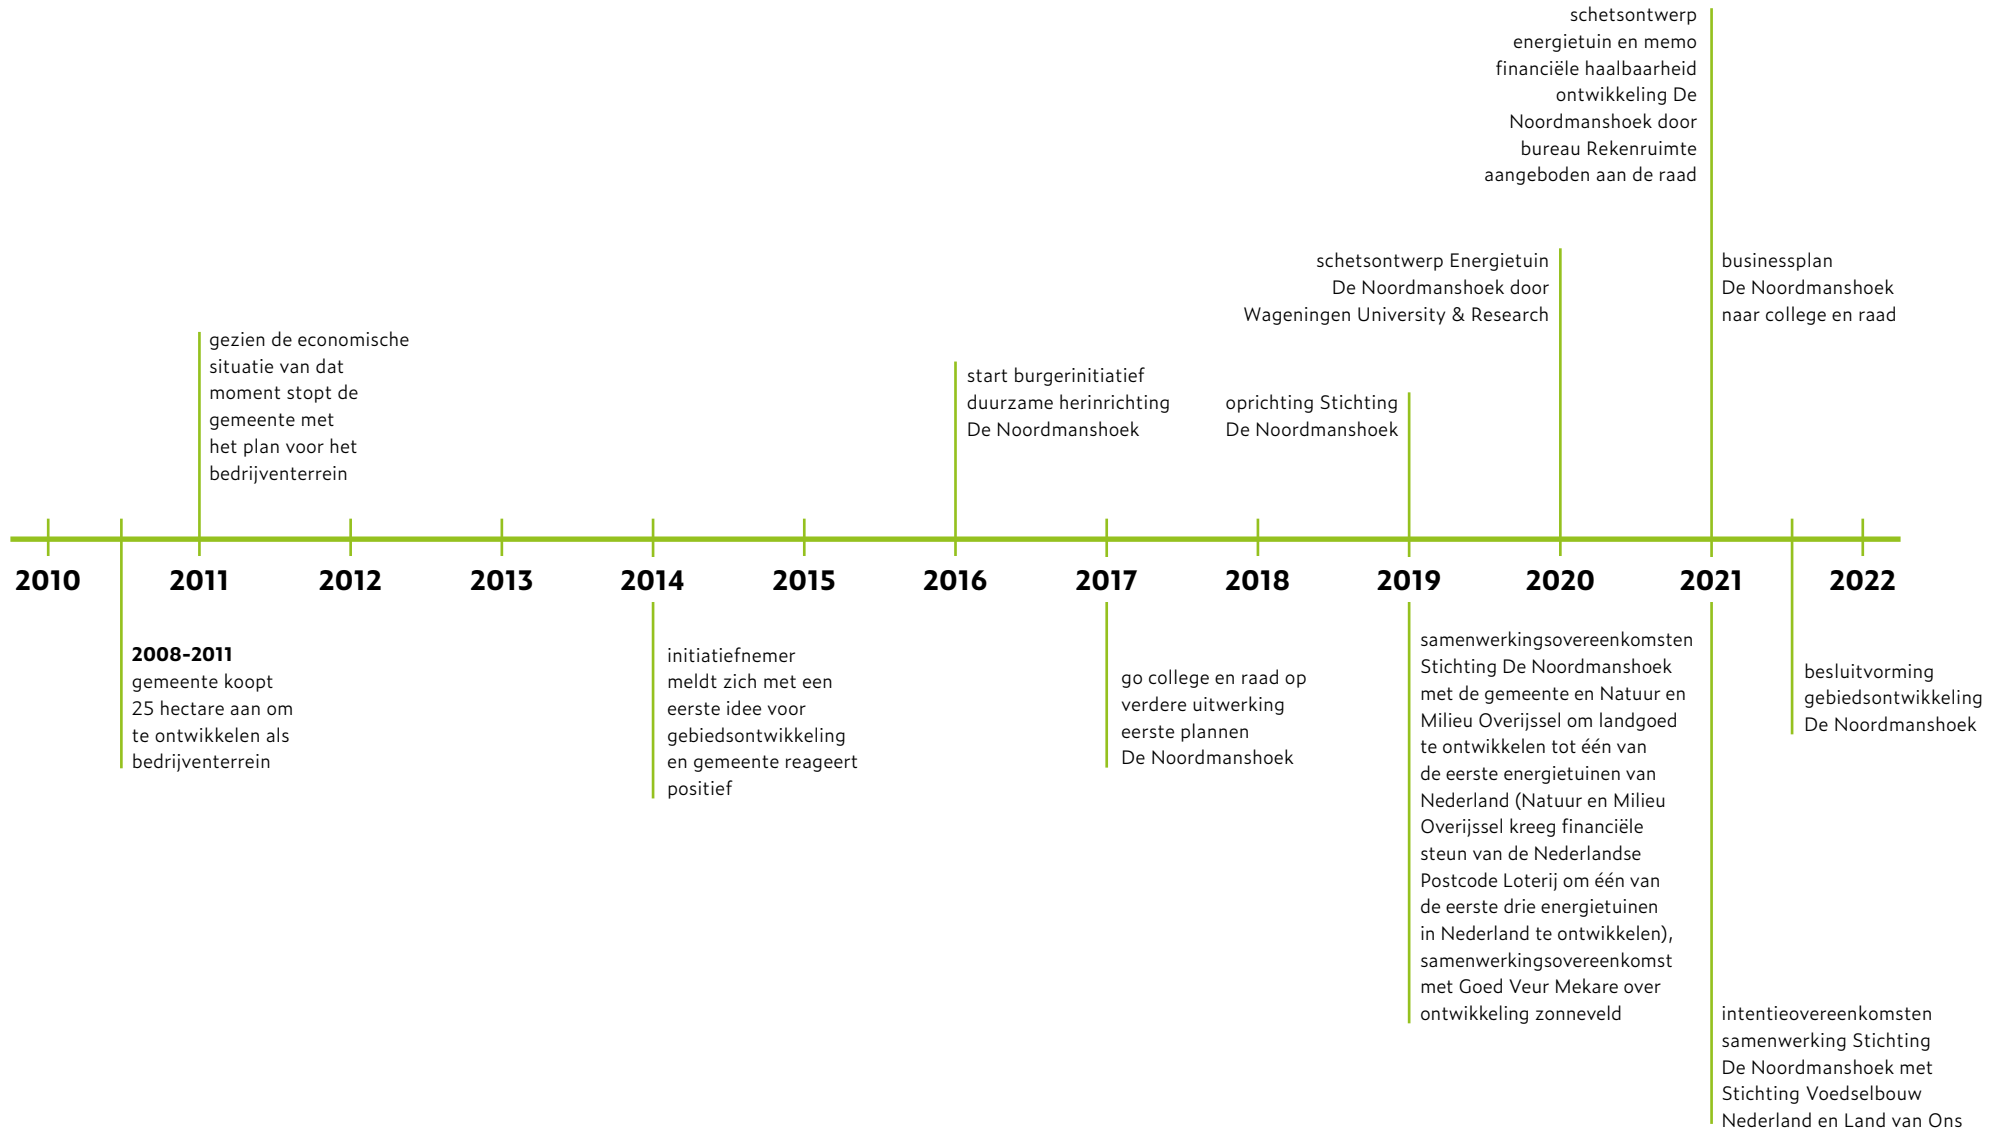 schetsontwerp
energietuin en memo
financiële haalbaarheid
ontwikkeling De
Noordmanshoek door
bureau Rekenruimte
aangeboden aan de raad
schetsontwerp Energietuin
De Noordmanshoek door
Wageningen University & Research
businessplan
De Noordmanshoek
naar college en raad
gezien de economische
situatie van dat
moment stopt de
gemeente met
het plan voor het
bedrijventerrein
start burgerinitiatief
duurzame herinrichting
De Noordmanshoek
oprichting Stichting
De Noordmanshoek
2010
2011
2012
2013
2014
2015
2016
2017
2018
2019
2020
2021
2022
2008-2011
gemeente koopt
25 hectare aan om
te ontwikkelen als
bedrijventerrein
initiatiefnemer
meldt zich met een
eerste idee voor
gebiedsontwikkeling
en gemeente reageert
positief
go college en raad op
verdere uitwerking
eerste plannen
De Noordmanshoek
samenwerkingsovereenkomsten
Stichting De Noordmanshoek
met de gemeente en Natuur en
Milieu Overijssel om landgoed
te ontwikkelen tot één van
de eerste energietuinen van
Nederland (Natuur en Milieu
Overijssel kreeg financiële
steun van de Nederlandse
Postcode Loterij om één van
de eerste drie energietuinen
in Nederland te ontwikkelen),
samenwerkingsovereenkomst
met Goed Veur Mekare over
ontwikkeling zonneveld
besluitvorming
gebiedsontwikkeling
De Noordmanshoek
intentieovereenkomsten
samenwerking Stichting
De Noordmanshoek met
Stichting Voedselbouw
Nederland en Land van Ons